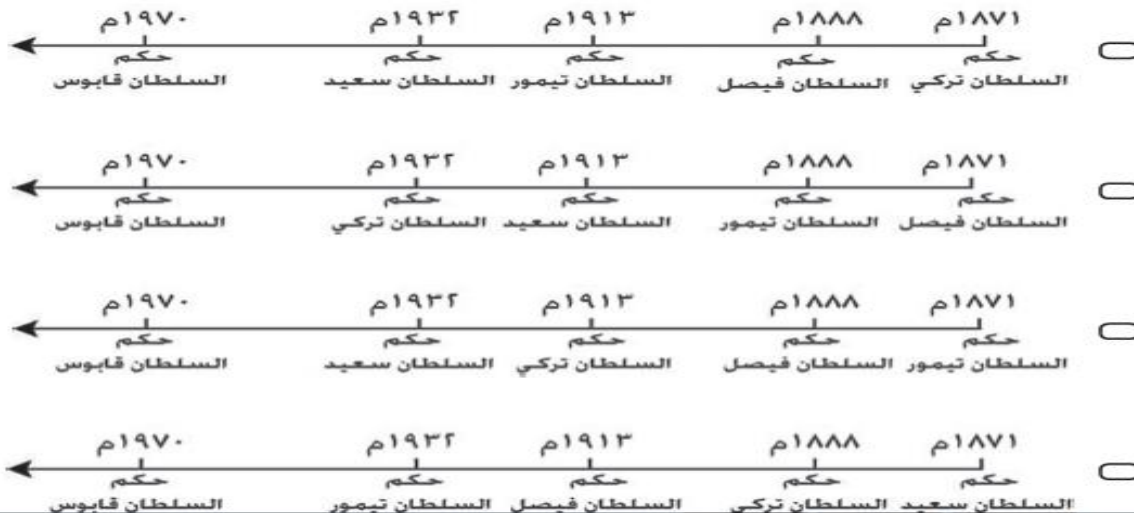 ١٨٧١م ١٨٨٨م ١٩١٣م ١٩٣٢م ١٩٧٠م
حكم حكم حكم حكم حكم
السلطان تركي السلطان فيصل السلطان تيمور السلطان سعيد السلطان قابوس
١٨٧١م ١٨٨٨م ١٩١٣م ١٩٣٢م ١٩٧٠م
حكم حكم حكم حكم حكم
السلطان فيصل السلطان تيمور السلطان سعيد السلطان تركي السلطان قابوس
١٨٧١م ١٨٨٨م ١٩١٣م ١٩٣٢م ١٩٧٠م
حكم حكم حكم حكم حكم
السلطان تيمور السلطان فيصل السلطان تركي السلطان سعيد السلطان قابوس
١٨٧١م ١٨٨٨م ١٩١٣م ١٩٣٢م ١٩٧٠م
حكم حكم حكم حكم حكم
السلطان سعيد السلطان تركي السلطان فيصل السلطان تيمور السلطان قابوس